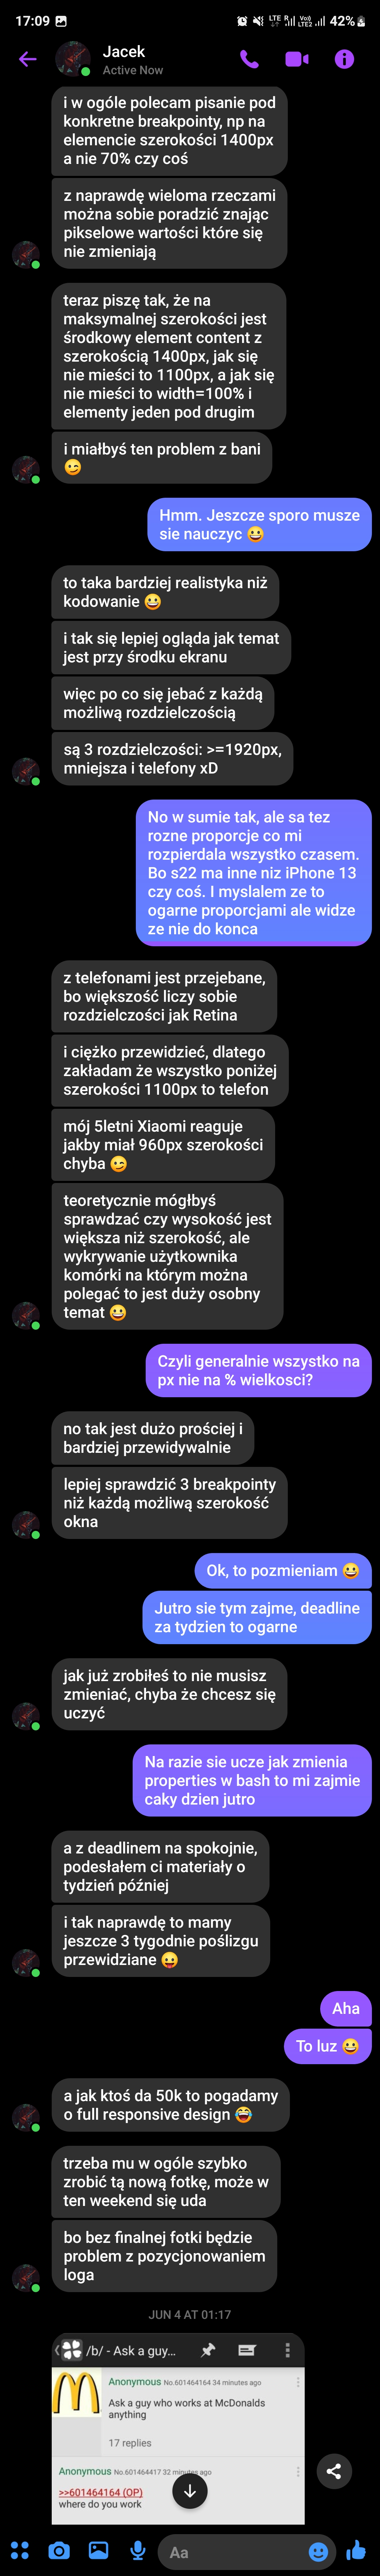 17:09
LTE
R
Vo))
LTE2
42%
Jacek
Active Now
i w ogóle polecam pisanie pod
konkretne breakpointy, np na
elemencie szerokości 1400px
a nie 70% czy coś
z naprawdę wieloma rzeczami
można sobie poradzić znając
pikselowe wartości które się
nie zmieniają
teraz piszę tak, że na
maksymalnej szerokości jest
środkowy element content z
szerokością 1400px, jak się
nie mieści to 1100px, a jak się
nie mieści to width=100% i
elementy jeden pod drugim
i miałbyś ten problem z bani
😉
Hmm. Jeszcze sporo musze
sie nauczyc 😀
to taka bardziej realistyka niż
kodowanie 😀
i tak się lepiej ogląda jak temat
jest przy środku ekranu
więc po co się jebać z każdą
możliwą rozdzielczością
są 3 rozdzielczości: >=1920px,
mniejsza i telefony xD
No w sumie tak, ale sa tez
rozne proporcje co mi
rozpierdala wszystko czasem.
Bo s22 ma inne niz iPhone 13
czy coś. I myslalem ze to
ogarne proporcjami ale widze
ze nie do konca
z telefonami jest przejebane,
bo większość liczy sobie
rozdzielczości jak Retina
i ciężko przewidzieć, dlatego
zakładam że wszystko poniżej
szerokości 1100px to telefon
mój 5letni Xiaomi reaguje
jakby miał 960px szerokości
chyba 😉
teoretycznie mógłbyś
sprawdzać czy wysokość jest
większa niż szerokość, ale
wykrywanie użytkownika
komórki na którym można
polegać to jest duży osobny
temat 😀
Czyli generalnie wszystko na
px nie na % wielkosci?
no tak jest dużo prościej i
bardziej przewidywalnie
lepiej sprawdzić 3 breakpointy
niż każdą możliwą szerokość
okna
Ok, to pozmieniam 😀
Jutro sie tym zajme, deadline
za tydzien to ogarne
jak już zrobiłeś to nie musisz
zmieniać, chyba że chcesz się
uczyć
Na razie sie ucze jak zmienia
properties w bash to mi zajmie
caky dzien jutro
a z deadlinem na spokojnie,
podesłałem ci materiały o
tydzień później
i tak naprawdę to mamy
jeszcze 3 tygodnie poślizgu
przewidziane 😛
Aha
To luz 😀
a jak ktoś da 50k to pogadamy
o full responsive design 😂
trzeba mu w ogóle szybko
zrobić tą nową fotkę, może w
ten weekend się uda
bo bez finalnej fotki będzie
problem z pozycjonowaniem
loga
JUN 4 AT 01:17
/b/ - Ask a guy...
Anonymous No.601464164 34 minutes ago
Ask a guy who works at McDonalds
anything
17 replies
Anonymous No.601464417 32 minutes ago
>>601464164 (OP)
where do you work
Aa